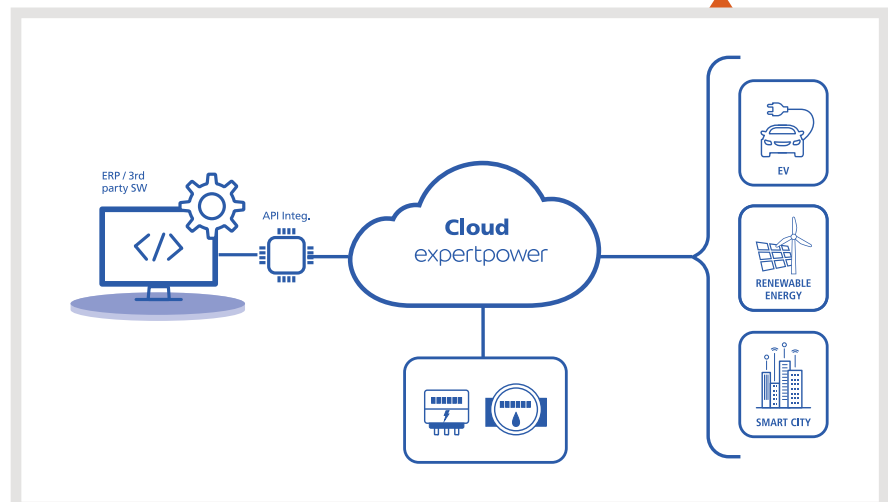 ERP / 3rd
party SW
</>
API Integ.
Cloud
expertpower
EV
RENEWABLE
ENERGY
SMART CITY